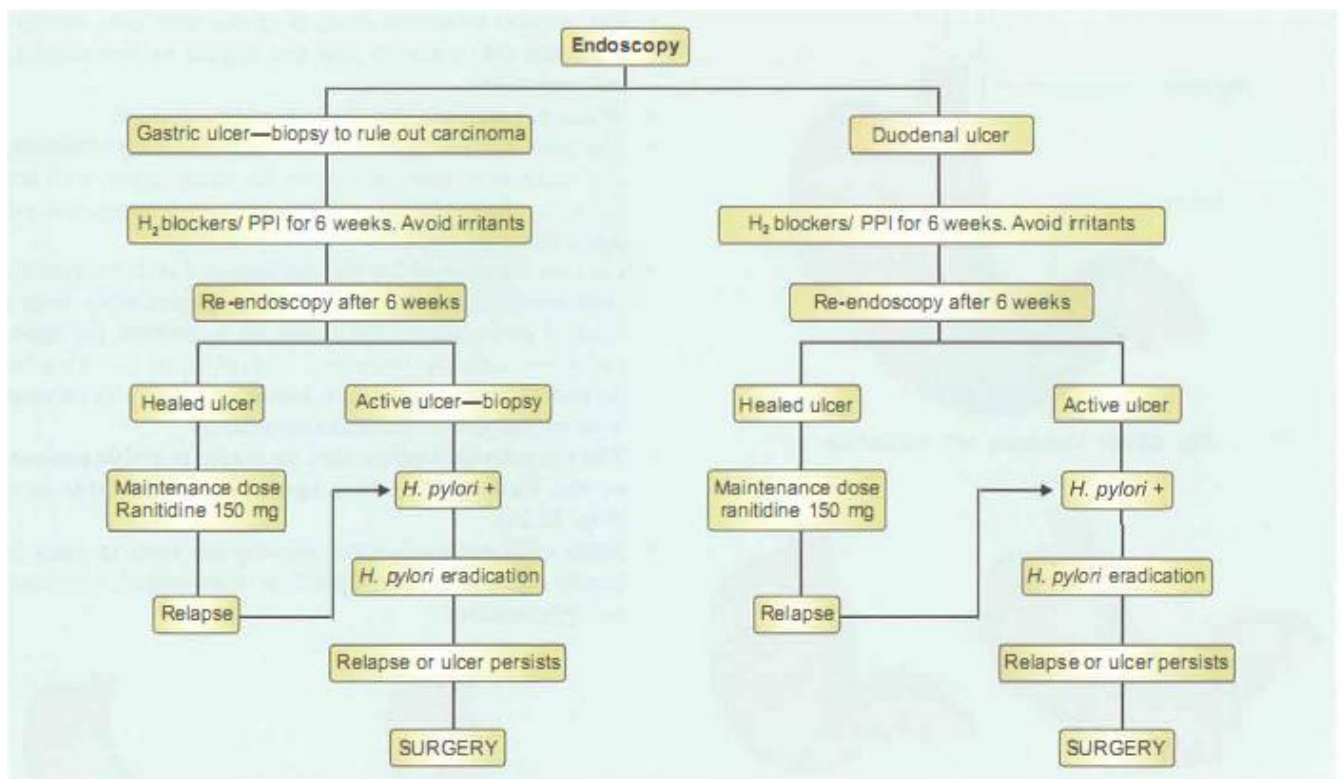 Endoscopy
Gastric ulcer—biopsy to rule out carcinoma
Duodenal ulcer
H₂ blockers/ PPI for 6 weeks. Avoid irritants
H₂ blockers/ PPI for 6 weeks. Avoid irritants
Re-endoscopy after 6 weeks
Re-endoscopy after 6 weeks
Healed ulcer
Active ulcer—biopsy
Healed ulcer
Active ulcer
Maintenance dose
Ranitidine 150 mg
H. pylori +
Maintenance dose
ranitidine 150 mg
H. pylori +
H. pylori eradication
H. pylori eradication
Relapse
Relapse
Relapse or ulcer persists
Relapse or ulcer persists
SURGERY
SURGERY